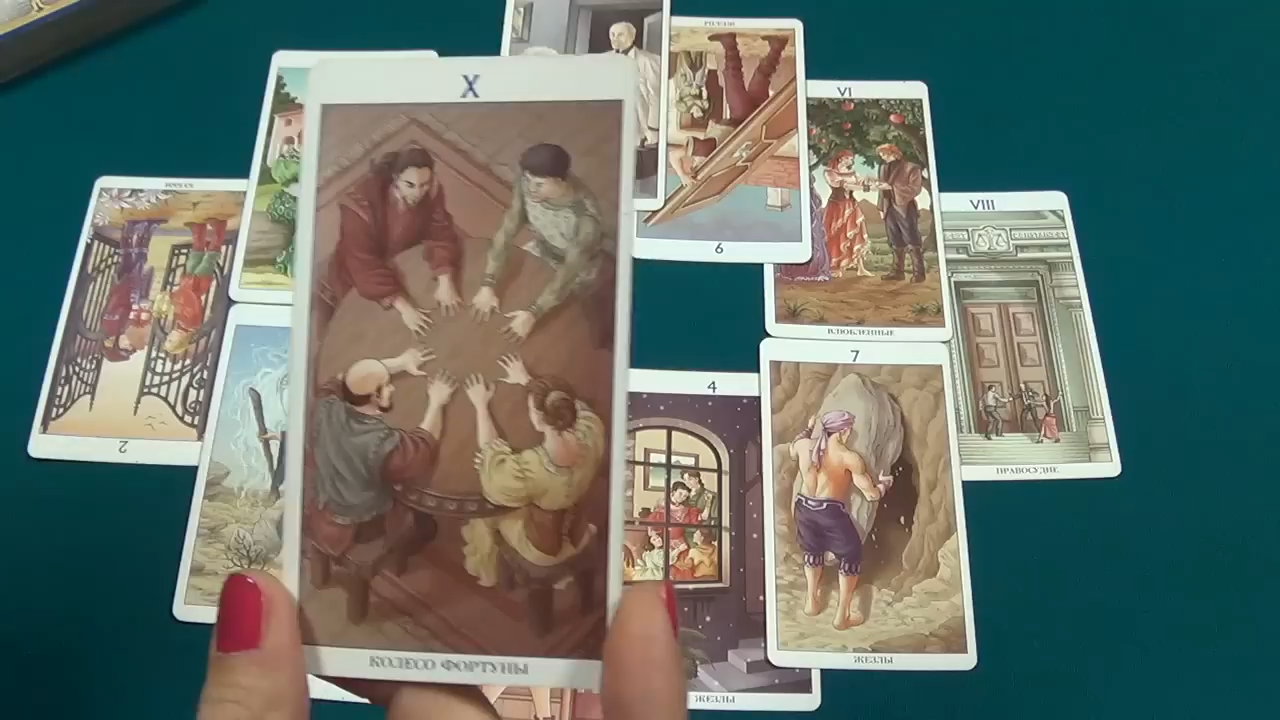 X
КОЛЕСО ФОРТУНЫ
6
VI
ВЛЮБЛЕННЫЕ
VIII
ПРАВОСУДИЕ
2
4
ЖЕЗЛЫ
7
ЖЕЗЛЫ